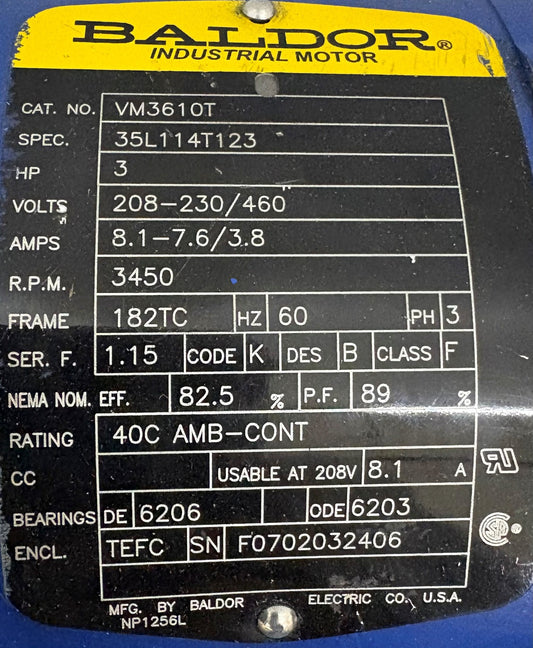 BALDOR®
INDUSTRIAL MOTOR
CAT. NO. VM3610T
SPEC. 35L114T123
HP 3
VOLTS 208-230/460
AMPS 8.1-7.6/3.8
R.P.M. 3450
FRAME 182TC HZ 60 PH 3
SER. F. 1.15 CODE K DES B CLASS F
NEMA NOM. EFF. 82.5 % P.F. 89 %
RATING 40C AMB-CONT
CC USABLE AT 208V 8.1 A
BEARINGS DE 6206 ODE 6203
ENCL. TEFC SN F0702032406
MFG. BY BALDOR ELECTRIC CO. U.S.A.
NP1256L
RU
SA®